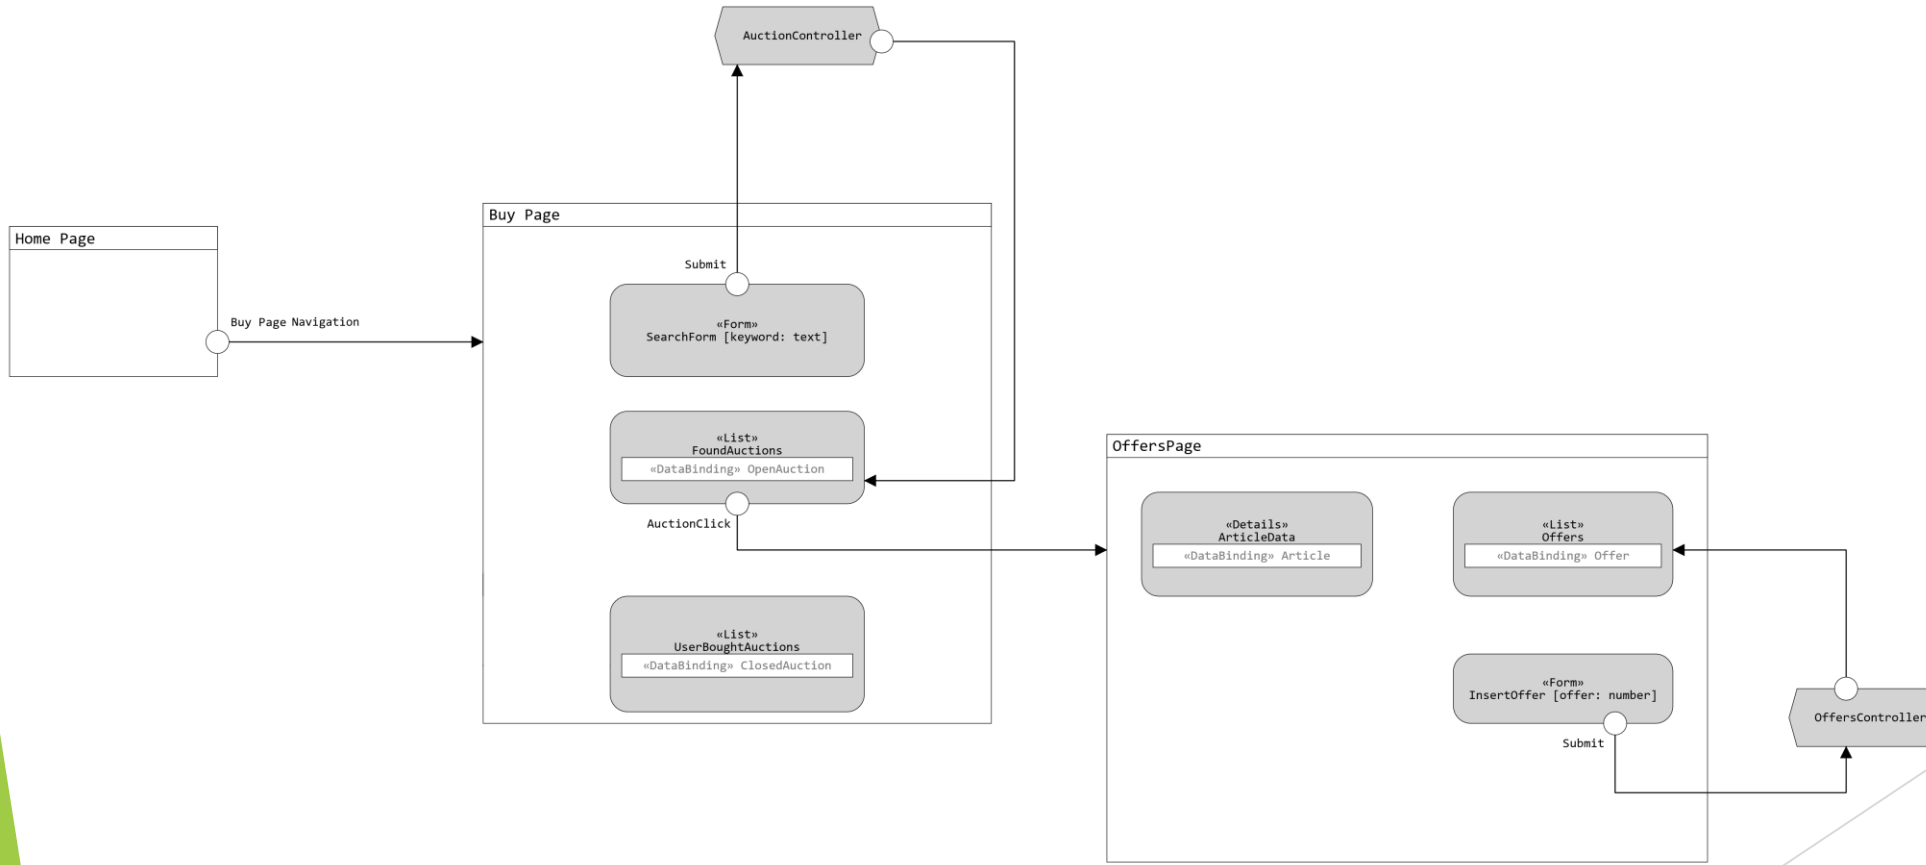 AuctionController
Buy Page
Home Page
Submit
Buy Page Navigation
«Form»
SearchForm [keyword: text]
«List»
FoundAuctions
«DataBinding» OpenAuction
AuctionClick
OffersPage
«Details»
ArticleData
«DataBinding» Article
«List»
Offers
«DataBinding» Offer
«List»
UserBoughtAuctions
«DataBinding» ClosedAuction
«Form»
InsertOffer [offer: number]
Submit
OffersController